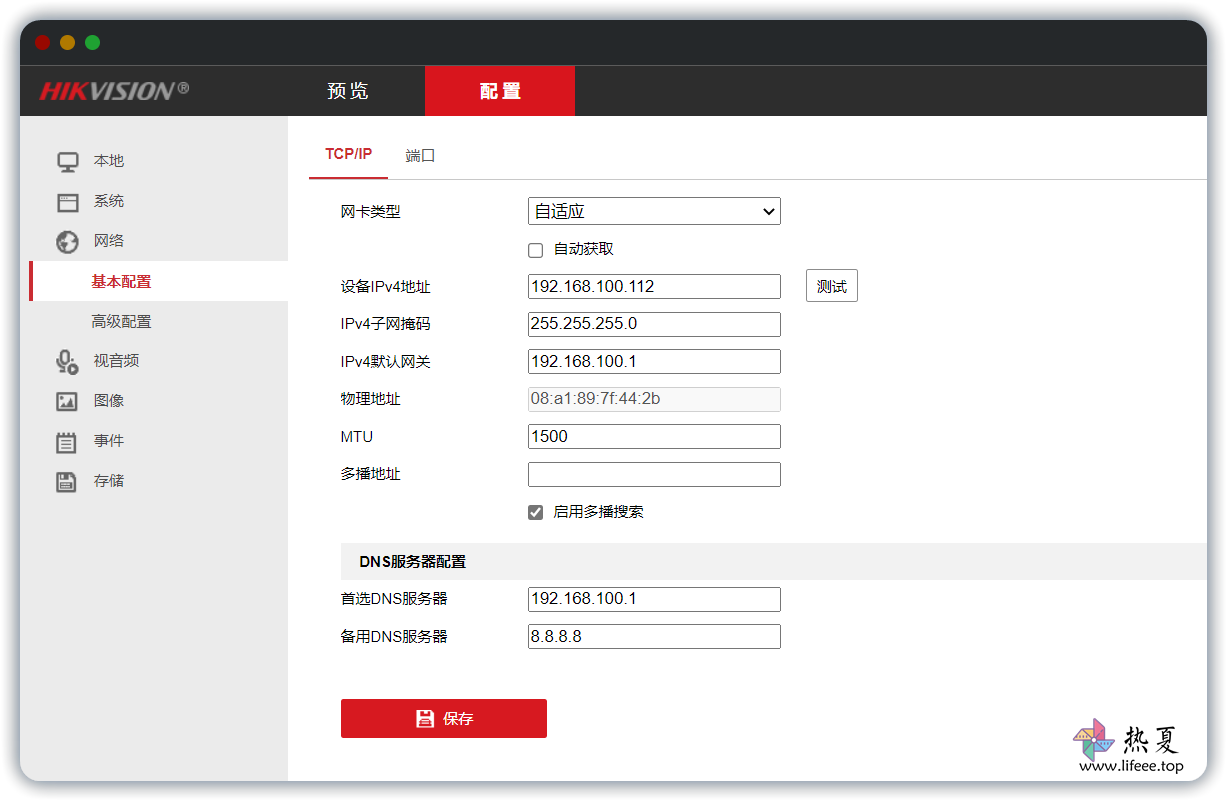 HIKVISION® 预览 配置
本地
系统
网络
基本配置
高级配置
视音频
图像
事件
存储
TCP/IP 端口
网卡类型 自适应
自动获取
设备IPv4地址 192.168.100.112 测试
IPv4子网掩码 255.255.255.0
IPv4默认网关 192.168.100.1
物理地址 08:a1:89:7f:44:2b
MTU 1500
多播地址
启用多播搜索
DNS服务器配置
首选DNS服务器 192.168.100.1
备用DNS服务器 8.8.8.8
保存
热夏
www.lifeee.top